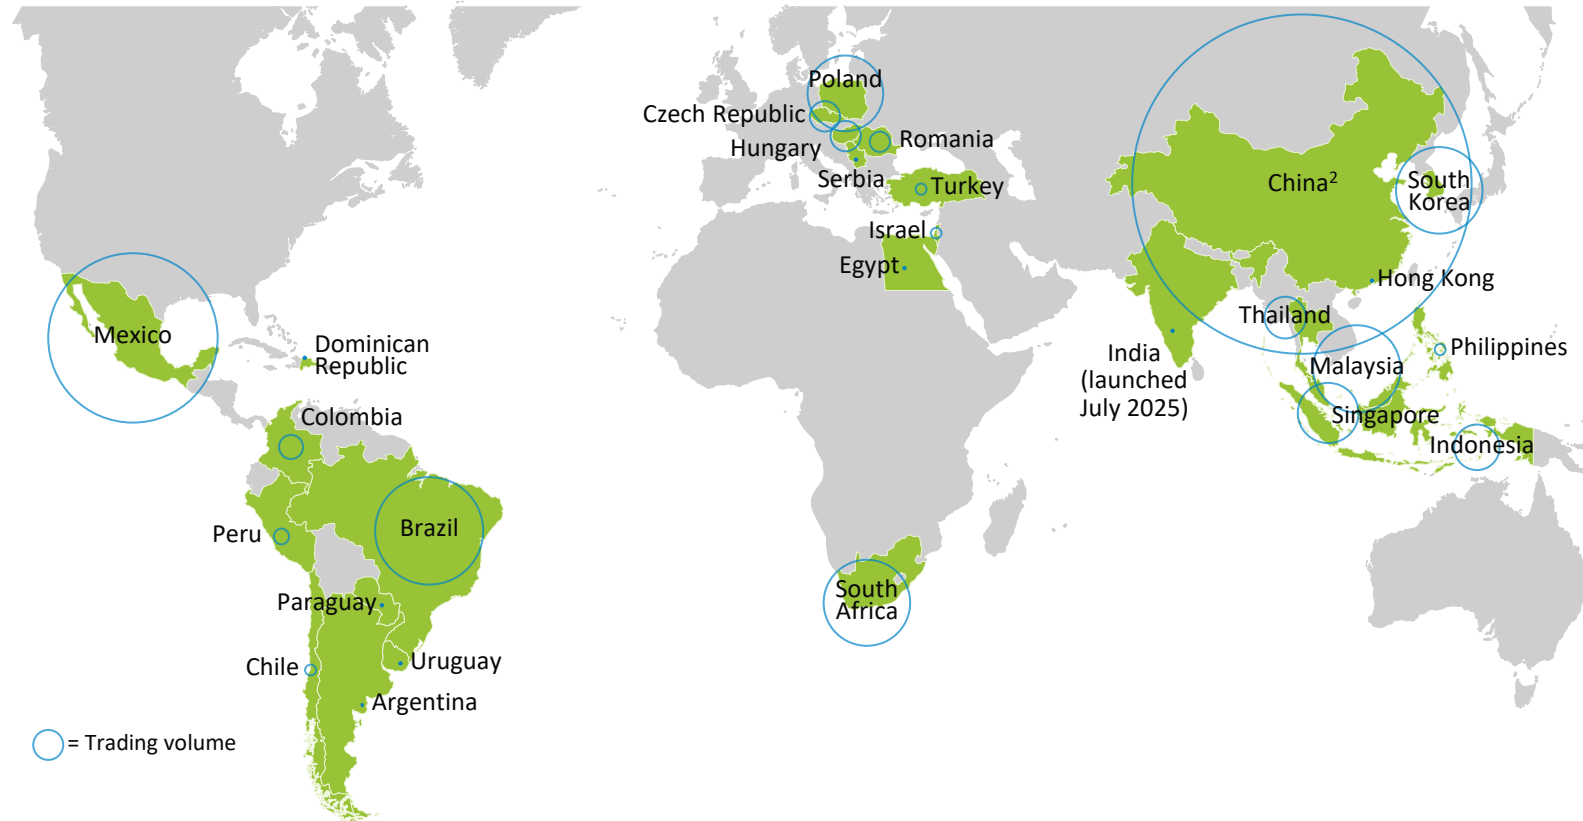 Poland
Czech Republic
Hungary
Romania
Serbia
Turkey
Israel
Egypt
China²
South
Korea
Hong Kong
Thailand
India
(launched
July 2025)
Malaysia
Philippines
Singapore
Indonesia
Mexico
Dominican
Republic
Colombia
Peru
Brazil
Paraguay
Chile
Uruguay
Argentina
South
Africa
= Trading volume